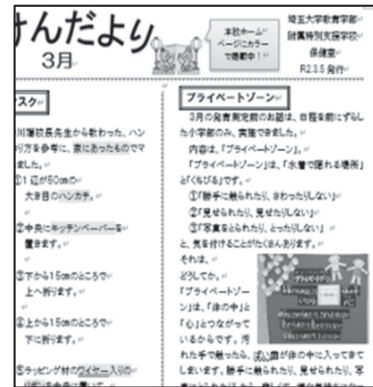 けんだより
3月
本校ホーム
ページにカラー
で掲載中！
埼玉大学教育学部
附属特別支援学校
保健室
R2.3.5 発行
スク
川端校長先生から教わった、ハン
り方を参考に、家にあったものでマ
ました。
①1辺が50cmの
大き目のハンカチ。
②中央にキッチンペーパーを
置きます。
③下から15cmのところで
上へ折ります。
④上から15cmのところで
下に折ります。
⑤ラッピング材のワイヤー入りの
プライベートゾーン
3月の発育測定前のお話は、日程を前にずらし
た小学部のみ、実施できました。
内容は、「プライベートゾーン」。
「プライベートゾーン」は、「水着で隠れる場所」
と「くちびる」です。
①「勝手に触られたり、さわったりしない」
②「見せられたり、見せたりしない」
③「写真をとられたり、とったりしない」
と、気を付けることがたくさんあります。
それは、
どうしてか。
「プライベートゾー
ン」は、「体の中」と
「心」とつながって
いるからです。汚
れた手で触ったら、ばい菌が体の中に入ってきて
しまいます。勝手に触られたり、見せられたり、写